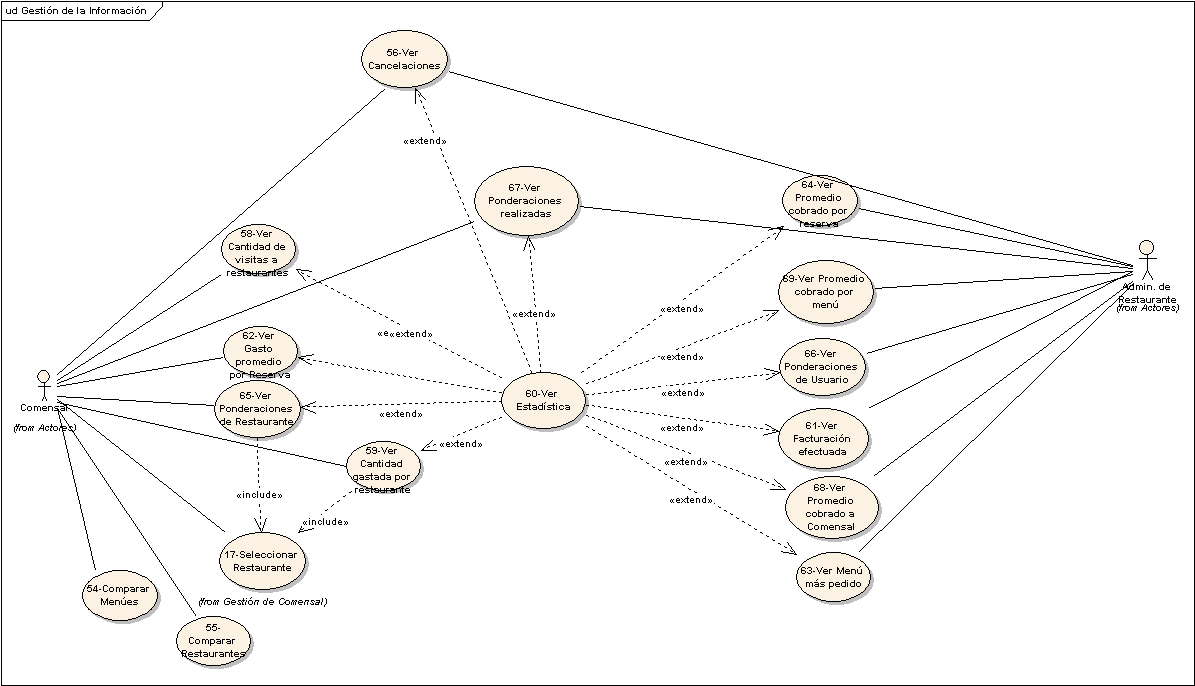 ud Gestión de la Información
56-Ver
Cancelaciones
«extend»
67-Ver
Ponderaciones
realizadas
64-Ver
Promedio
cobrado por
reserva
58-Ver
Cantidad de
visitas a
restaurantes
69-Ver Promedio
cobrado por
menú
Admin. de
Restaurante
(from Actores)
«extend»
«extend»
«e«extend»
62-Ver
Gasto
promedio
por Reserva
«extend»
66-Ver
Ponderaciones
de Usuario
Comensal
(from Actores)
65-Ver
Ponderaciones
de Restaurante
60-Ver
Estadística
«extend»
«extend»
«extend»
61-Ver
Facturación
efectuada
«extend»
59-Ver
Cantidad
gastada por
restaurante
«extend»
«extend»
68-Ver
Promedio
cobrado a
Comensal
«include»
«include»
17-Seleccionar
Restaurante
(from Gestión de Comensal)
63-Ver Menú
más pedido
54-Comparar
Menúes
55-
Comparar
Restaurantes